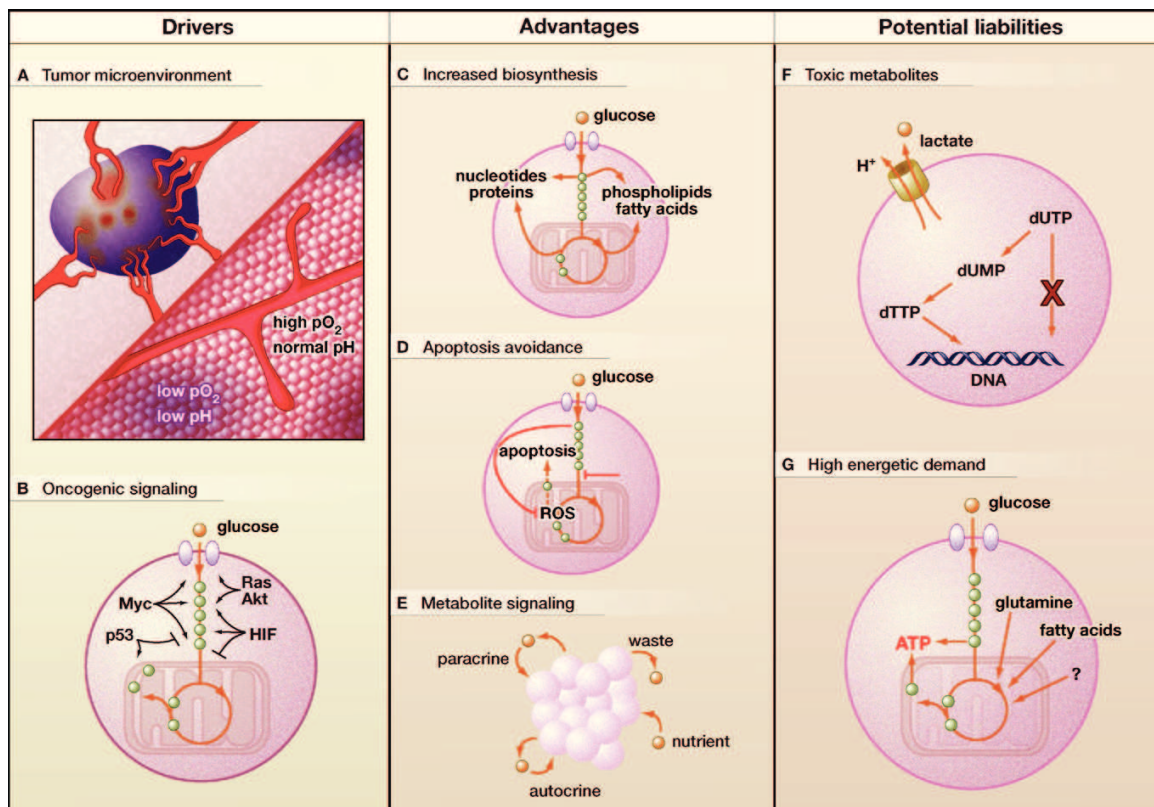 Drivers
Advantages
Potential liabilities
A Tumor microenvironment
high pO2
normal pH
low pO2
low pH
B Oncogenic signaling
glucose
Myc
Ras
Akt
p53
HIF
C Increased biosynthesis
glucose
nucleotides
proteins
phospholipids
fatty acids
D Apoptosis avoidance
glucose
apoptosis
ROS
E Metabolite signaling
paracrine
waste
nutrient
autocrine
F Toxic metabolites
lactate
H+
dUTP
dUMP
X
dTTP
DNA
G High energetic demand
glucose
glutamine
fatty acids
ATP
?